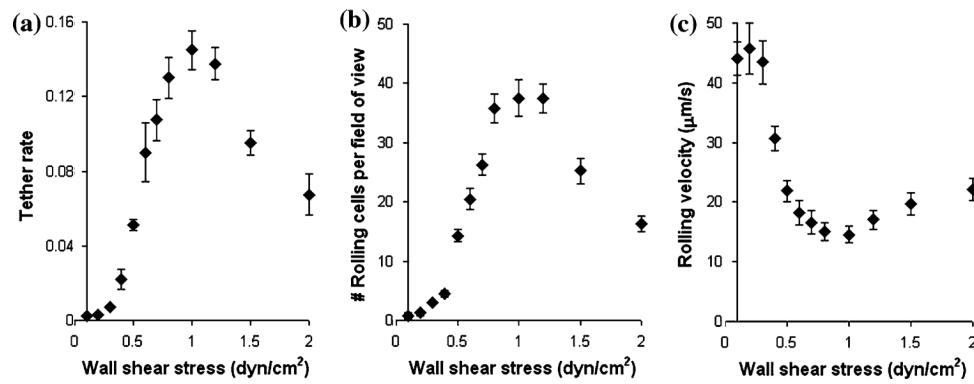 (a)
0.16
0.12
0.08
0.04
0
0 0.5 1 1.5 2
Tether rate
Wall shear stress (dyn/cm²)
(b)
50
40
30
20
10
0
0 0.5 1 1.5 2
# Rolling cells per field of view
Wall shear stress (dyn/cm²)
(c)
50
40
30
20
10
0
0 0.5 1 1.5 2
Rolling velocity (μm/s)
Wall shear stress (dyn/cm²)